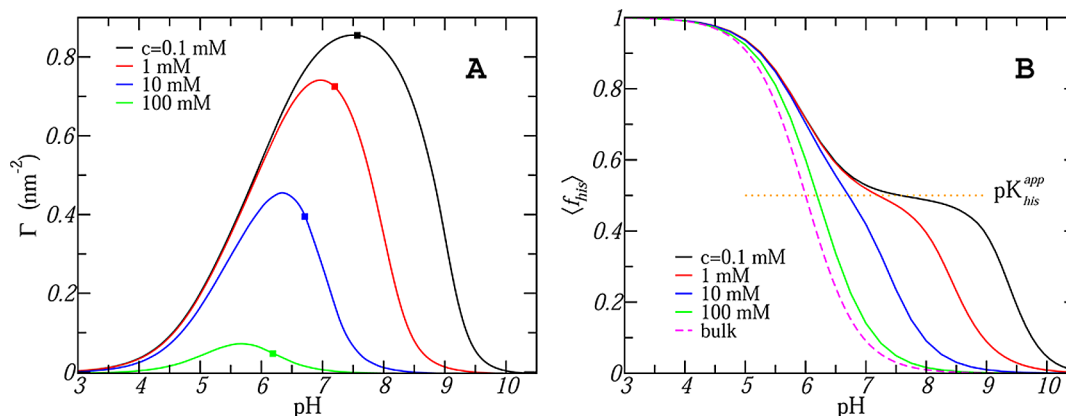 A
c=0.1 mM
1 mM
10 mM
100 mM
Γ (nm⁻²)
0.8
0.6
0.4
0.2
0
3 4 5 6 7 8 9 10
pH
B
⟨f_his⟩
1
0.8
0.6
0.4
0.2
0
pK_his^app
c=0.1 mM
1 mM
10 mM
100 mM
bulk
3 4 5 6 7 8 9 10
pH